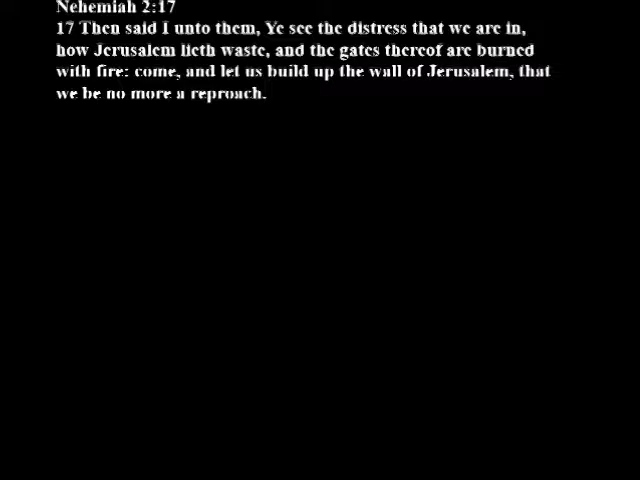 Nehemiah 2:17
17 Then said I unto them, Ye see the distress that we are in,
how Jerusalem lieth waste, and the gates thereof are burned
with fire: come, and let us build up the wall of Jerusalem, that
we be no more a reproach.